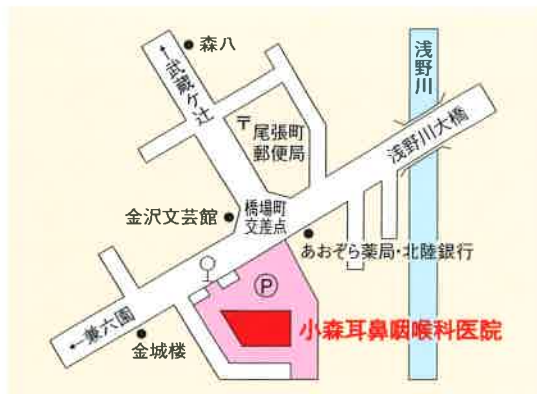 森八
↑武蔵ケ辻
浅野川
〒
尾張町
郵便局
浅野川大橋
橋場町
交差点
金沢文芸館
あおぞら薬局・北陸銀行
P
←兼六園
金城楼
小森耳鼻咽喉科医院